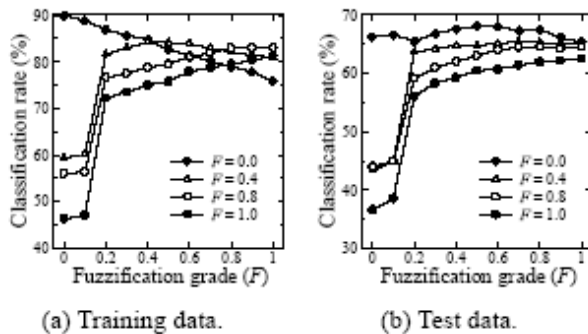 Classification rate (%)
90
80
70
60
50
40
0 0.2 0.4 0.6 0.8 1
F = 0.0
F = 0.4
F = 0.8
F = 1.0
Fuzzification grade (F)
(a) Training data.
Classification rate (%)
70
60
50
40
30
0 0.2 0.4 0.6 0.8 1
F = 0.0
F = 0.4
F = 0.8
F = 1.0
Fuzzification grade (F)
(b) Test data.